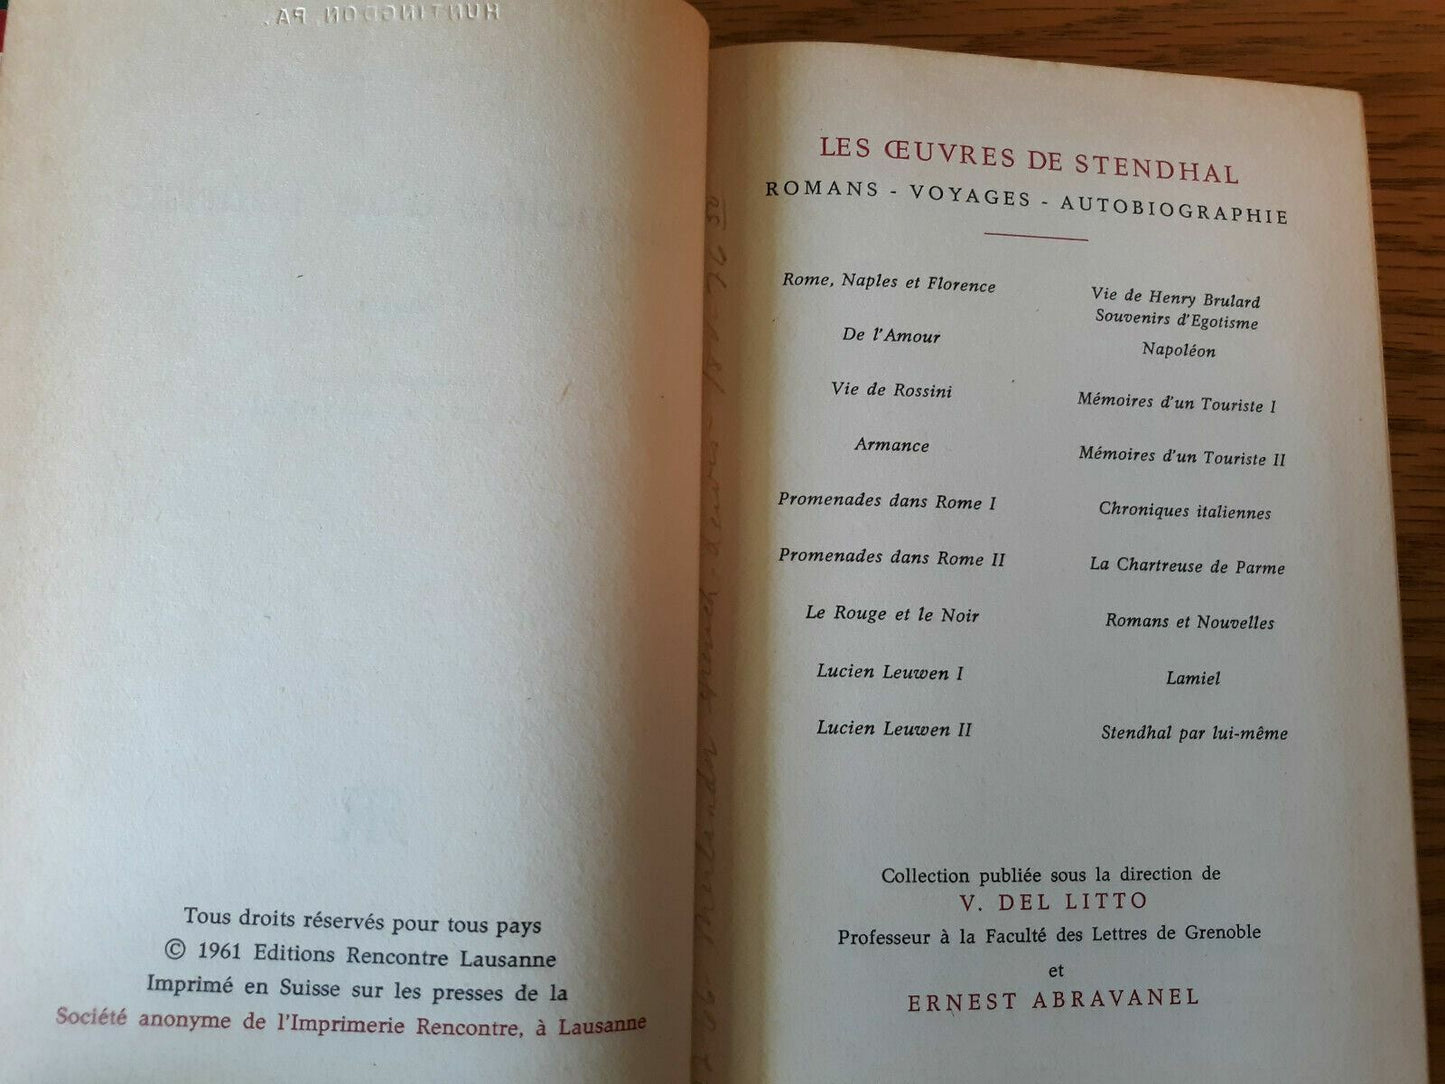 HUNTINGDON, PA.
Tous droits réservés pour tous pays
© 1961 Editions Rencontre Lausanne
Imprimé en Suisse sur les presses de la
Société anonyme de l'Imprimerie Rencontre, à Lausanne
LES ŒUVRES DE STENDHAL
ROMANS - VOYAGES - AUTOBIOGRAPHIE
Rome, Naples et Florence
De l'Amour
Vie de Rossini
Armance
Promenades dans Rome I
Promenades dans Rome II
Le Rouge et le Noir
Lucien Leuwen I
Lucien Leuwen II
Vie de Henry Brulard
Souvenirs d'Egotisme
Napoléon
Mémoires d'un Touriste I
Mémoires d'un Touriste II
Chroniques italiennes
La Chartreuse de Parme
Romans et Nouvelles
Lamiel
Stendhal par lui-même
Collection publiée sous la direction de
V. DEL LITTO
Professeur à la Faculté des Lettres de Grenoble
et
ERNEST ABRAVANEL